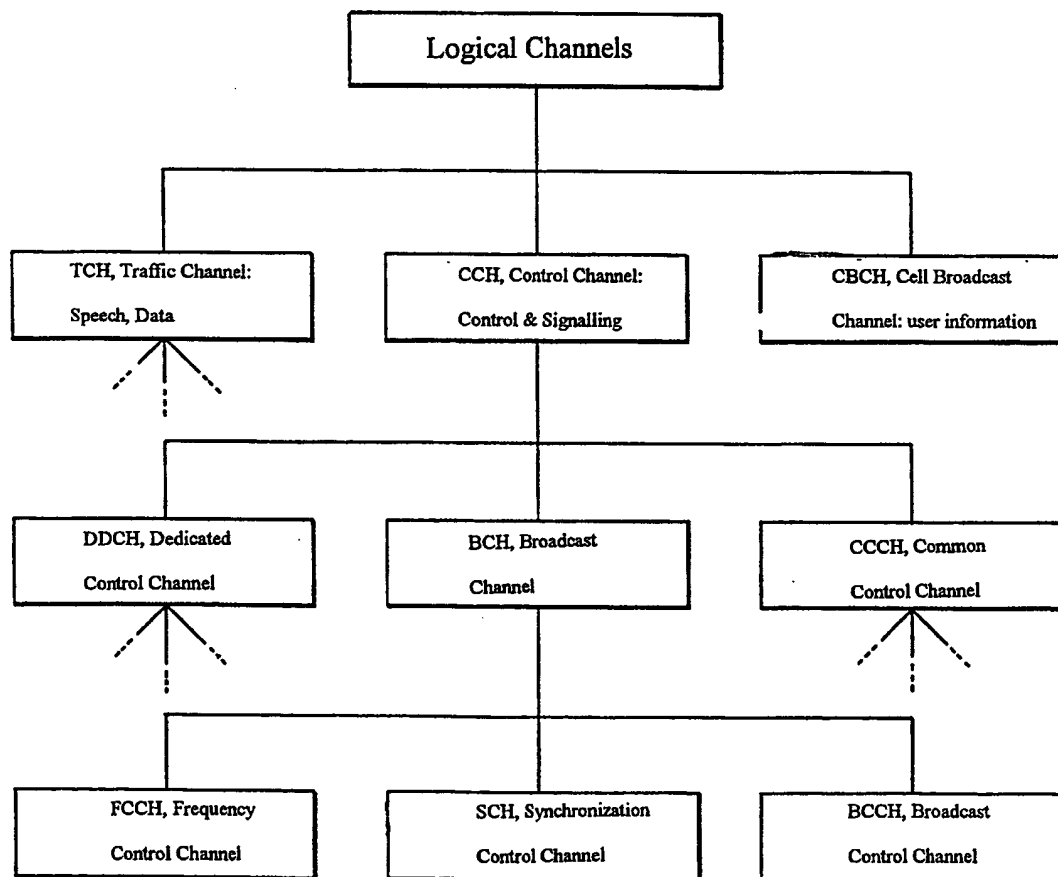 Logical Channels
TCH, Traffic Channel:
Speech, Data
CCH, Control Channel:
Control & Signalling
CBCH, Cell Broadcast
Channel: user information
DDCH, Dedicated
Control Channel
BCH, Broadcast
Channel
CCCH, Common
Control Channel
FCCH, Frequency
Control Channel
SCH, Synchronization
Control Channel
BCCH, Broadcast
Control Channel